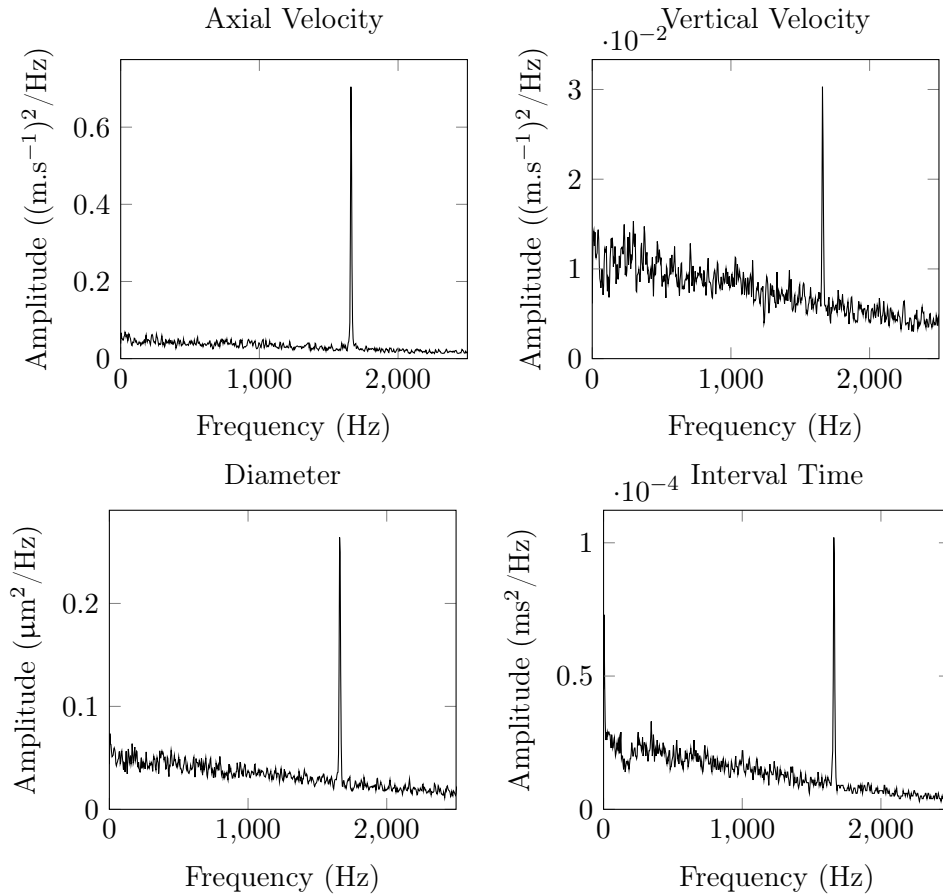 Axial Velocity
Amplitude ((m.s⁻¹)²/Hz)
0.6
0.4
0.2
0
0
1,000
2,000
Frequency (Hz)
Vertical Velocity
·10⁻²
Amplitude ((m.s⁻¹)²/Hz)
3
2
1
0
0
1,000
2,000
Frequency (Hz)
Diameter
Amplitude (µm²/Hz)
0.2
0.1
0
0
1,000
2,000
Frequency (Hz)
Interval Time
·10⁻⁴
Amplitude (ms²/Hz)
1
0.5
0
0
1,000
2,000
Frequency (Hz)